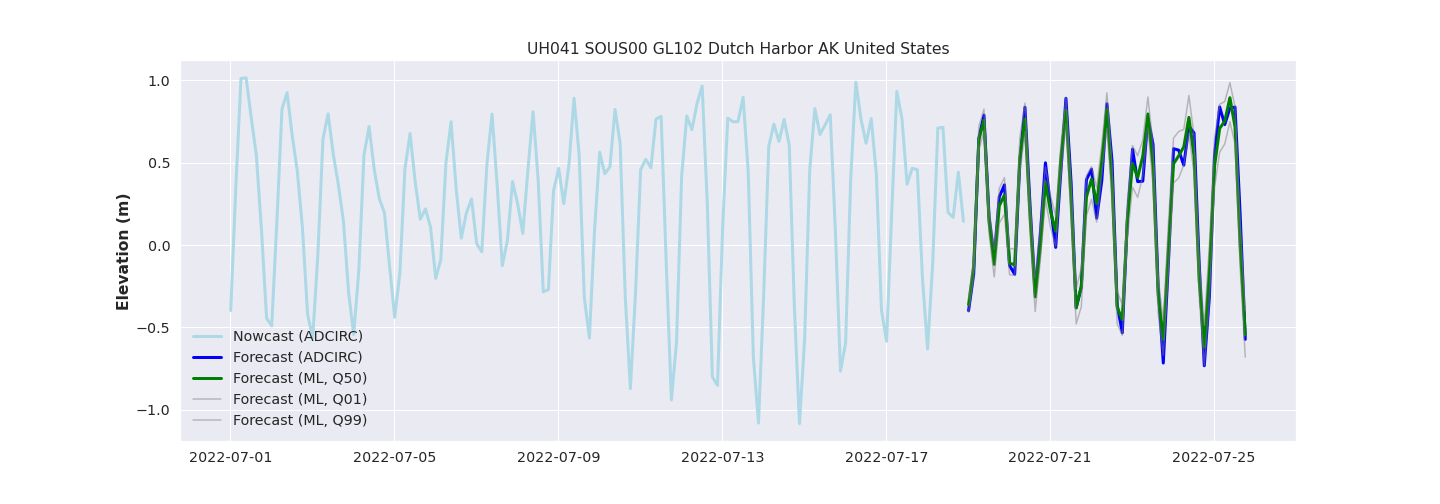 UH041 SOUS00 GL102 Dutch Harbor AK United States
Elevation (m)
1.0
0.5
0.0
−0.5
−1.0
Nowcast (ADCIRC)
Forecast (ADCIRC)
Forecast (ML, Q50)
Forecast (ML, Q01)
Forecast (ML, Q99)
2022-07-01 2022-07-05 2022-07-09 2022-07-13 2022-07-17 2022-07-21 2022-07-25